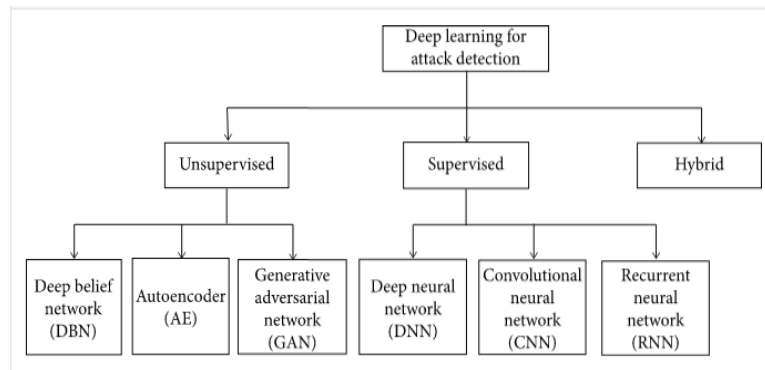 Deep learning for
attack detection
Unsupervised
Supervised
Hybrid
Deep belief
network
(DBN)
Autoencoder
(AE)
Generative
adversarial
network
(GAN)
Deep neural
network
(DNN)
Convolutional
neural
network
(CNN)
Recurrent
neural
network
(RNN)